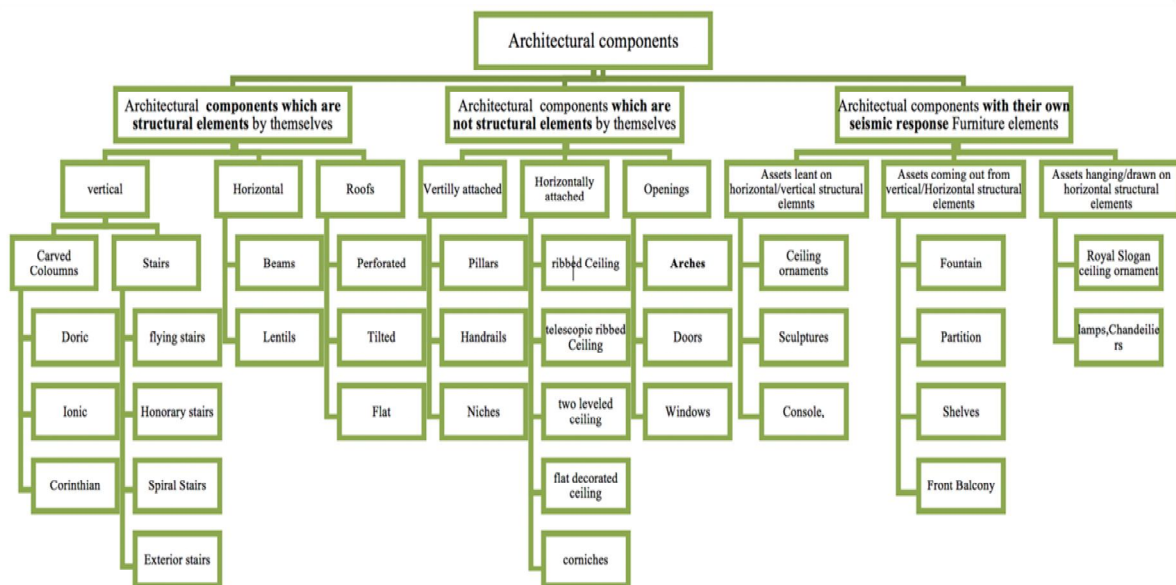 Architectural components
Architectural components which are
structural elements by themselves
Architectural components which are
not structural elements by themselves
Architectual components with their own
seismic response Furniture elements
vertical
Horizontal
Roofs
Vertilly attached
Horizontally
attached
Openings
Assets leant on
horizontal/vertical structural
elemnts
Assets coming out from
vertical/Horizontal structural
elements
Assets hanging/drawn on
horizontal structural
elements
Carved
Coloumns
Stairs
Beams
Perforated
Pillars
ribbed Ceiling
Arches
Ceiling
ornaments
Fountain
Royal Slogan
ceiling ornament
Doric
flying stairs
Lentils
Tilted
Handrails
telescopic ribbed
Ceiling
Doors
Sculptures
Partition
lamps,Chandeilie
rs
Ionic
Honorary stairs
Flat
Niches
two leveled
ceiling
Windows
Console,
Shelves
Corinthian
Spiral Stairs
flat decorated
ceiling
Front Balcony
Exterior stairs
corniches